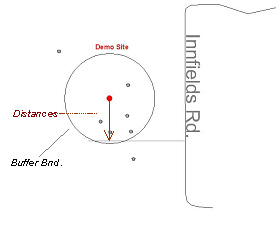 Demo Site
Innfields Rd.
Distances
Buffer Bnd.